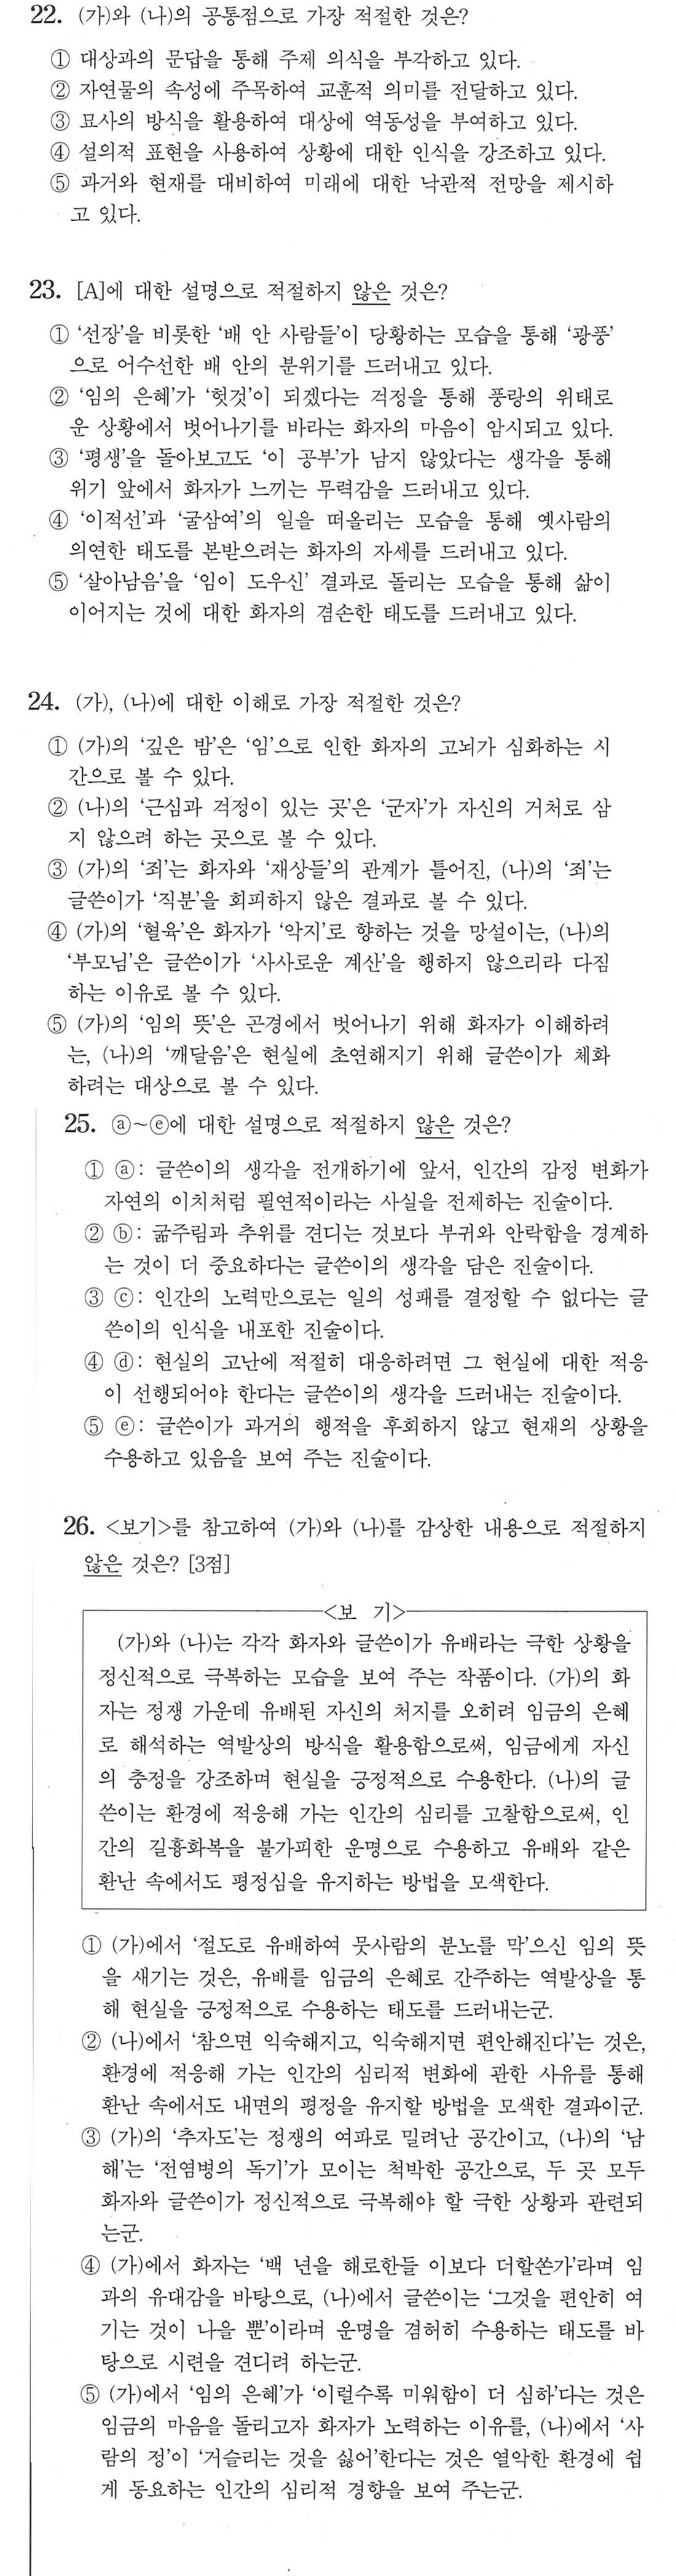 22. (가)와 (나)의 공통점으로 가장 적절한 것은?
① 대상과의 문답을 통해 주제 의식을 부각하고 있다.
② 자연물의 속성에 주목하여 교훈적 의미를 전달하고 있다.
③ 묘사의 방식을 활용하여 대상에 역동성을 부여하고 있다.
④ 설의적 표현을 사용하여 상황에 대한 인식을 강조하고 있다.
⑤ 과거와 현재를 대비하여 미래에 대한 낙관적 전망을 제시하
고 있다.
23. [A]에 대한 설명으로 적절하지 않은 것은?
① ‘선장’을 비롯한 ‘배 안 사람들’이 당황하는 모습을 통해 ‘광풍’
으로 어수선한 배 안의 분위기를 드러내고 있다.
② ‘임의 은혜’가 ‘헛것’이 되겠다는 걱정을 통해 풍랑의 위태로
운 상황에서 벗어나기를 바라는 화자의 마음이 암시되고 있다.
③ ‘평생’을 돌아보고도 ‘이 공부’가 남지 않았다는 생각을 통해
위기 앞에서 화자가 느끼는 무력감을 드러내고 있다.
④ ‘이적선’과 ‘굴삼여’의 일을 떠올리는 모습을 통해 옛사람의
의연한 태도를 본받으려는 화자의 자세를 드러내고 있다.
⑤ ‘살아남음’을 ‘임이 도우신’ 결과로 돌리는 모습을 통해 삶이
이어지는 것에 대한 화자의 겸손한 태도를 드러내고 있다.
24. (가), (나)에 대한 이해로 가장 적절한 것은?
① (가)의 ‘깊은 밤’은 ‘임’으로 인한 화자의 고뇌가 심화하는 시
간으로 볼 수 있다.
② (나)의 ‘근심과 걱정이 있는 곳’은 ‘군자’가 자신의 거처로 삼
지 않으려 하는 곳으로 볼 수 있다.
③ (가)의 ‘죄’는 화자와 ‘재상들’의 관계가 틀어진, (나)의 ‘죄’는
글쓴이가 ‘직분’을 회피하지 않은 결과로 볼 수 있다.
④ (가)의 ‘혈육’은 화자가 ‘악지’로 향하는 것을 망설이는, (나)의
‘부모님’은 글쓴이가 ‘사사로운 계산’을 행하지 않으리라 다짐
하는 이유로 볼 수 있다.
⑤ (가)의 ‘임의 뜻’은 곤경에서 벗어나기 위해 화자가 이해하려
는, (나)의 ‘깨달음’은 현실에 초연해지기 위해 글쓴이가 체화
하려는 대상으로 볼 수 있다.
25. ⓐ~ⓔ에 대한 설명으로 적절하지 않은 것은?
① ⓐ: 글쓴이의 생각을 전개하기에 앞서, 인간의 감정 변화가
자연의 이치처럼 필연적이라는 사실을 전제하는 진술이다.
② ⓑ: 굶주림과 추위를 견디는 것보다 부귀와 안락함을 경계하
는 것이 더 중요하다는 글쓴이의 생각을 담은 진술이다.
③ ⓒ: 인간의 노력만으로는 일의 성패를 결정할 수 없다는 글
쓴이의 인식을 내포한 진술이다.
④ ⓓ: 현실의 고난에 적절히 대응하려면 그 현실에 대한 적응
이 선행되어야 한다는 글쓴이의 생각을 드러내는 진술이다.
⑤ ⓔ: 글쓴이가 과거의 행적을 후회하지 않고 현재의 상황을
수용하고 있음을 보여 주는 진술이다.
26. <보기>를 참고하여 (가)와 (나)를 감상한 내용으로 적절하지
않은 것은? [3점]
<보 기>
(가)와 (나)는 각각 화자와 글쓴이가 유배라는 극한 상황을
정신적으로 극복하는 모습을 보여 주는 작품이다. (가)의 화
자는 정쟁 가운데 유배된 자신의 처지를 오히려 임금의 은혜
로 해석하는 역발상의 방식을 활용함으로써, 임금에게 자신
의 충정을 강조하며 현실을 긍정적으로 수용한다. (나)의 글
쓴이는 환경에 적응해 가는 인간의 심리를 고찰함으로써, 인
간의 길흉화복을 불가피한 운명으로 수용하고 유배와 같은
환난 속에서도 평정심을 유지하는 방법을 모색한다.
① (가)에서 ‘절도로 유배하여 뭇사람의 분노를 막’으신 임의 뜻
을 새기는 것은, 유배를 임금의 은혜로 간주하는 역발상을 통
해 현실을 긍정적으로 수용하는 태도를 드러내는군.
② (나)에서 ‘참으면 익숙해지고, 익숙해지면 편안해진다’는 것은,
환경에 적응해 가는 인간의 심리적 변화에 관한 사유를 통해
환난 속에서도 내면의 평정을 유지할 방법을 모색한 결과이군.
③ (가)의 ‘추자도’는 정쟁의 여파로 밀려난 공간이고, (나)의 ‘남
해’는 ‘전염병의 독기’가 모이는 척박한 공간으로, 두 곳 모두
화자와 글쓴이가 정신적으로 극복해야 할 극한 상황과 관련되
는군.
④ (가)에서 화자는 ‘백 년을 해로한들 이보다 더할쏜가’라며 임
과의 유대감을 바탕으로, (나)에서 글쓴이는 ‘그것을 편안히 여
기는 것이 나을 뿐’이라며 운명을 겸허히 수용하는 태도를 바
탕으로 시련을 견디려 하는군.
⑤ (가)에서 ‘임의 은혜’가 ‘이럴수록 미워함이 더 심하’다는 것은
임금의 마음을 돌리고자 화자가 노력하는 이유를, (나)에서 ‘사
람의 정’이 ‘거슬리는 것을 싫어’한다는 것은 열악한 환경에 쉽
게 동요하는 인간의 심리적 경향을 보여 주는군.